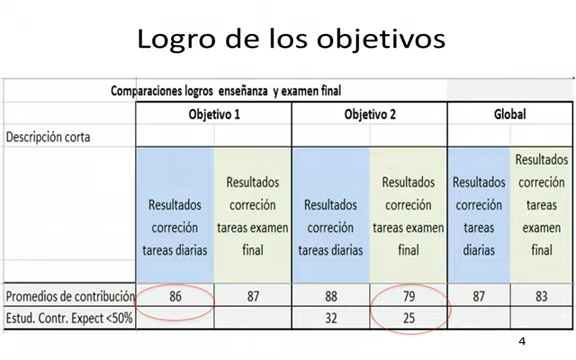 Logro de los objetivos
Comparaciones logros enseñanza y examen final
Objetivo 1 Objetivo 2 Global
Descripción corta
Resultados correción tareas diarias
Resultados correción tareas examen final
Resultados correción tareas diarias
Resultados correción tareas examen final
Resultados correción tareas diarias
Resultados correción tareas examen final
Promedios de contribución 86 87 88 79 87 83
Estud. Contr. Expect <50% 32 25
4